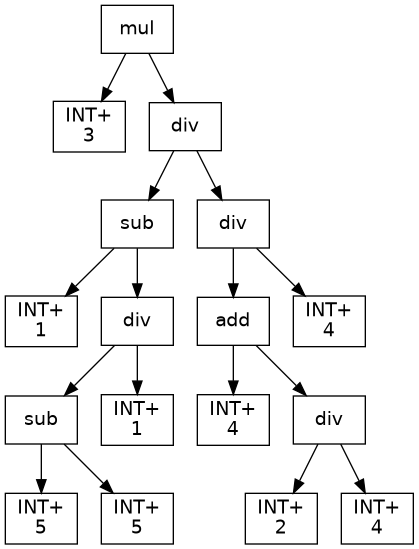 mul
INT+
3
div
sub
div
INT+
1
div
add
INT+
4
sub
INT+
1
INT+
4
div
INT+
5
INT+
5
INT+
2
INT+
4